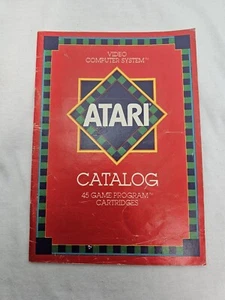 VIDEO
COMPUTER SYSTEM™
ATARI
CATALOG
45 GAME PROGRAM™
CARTRIDGES